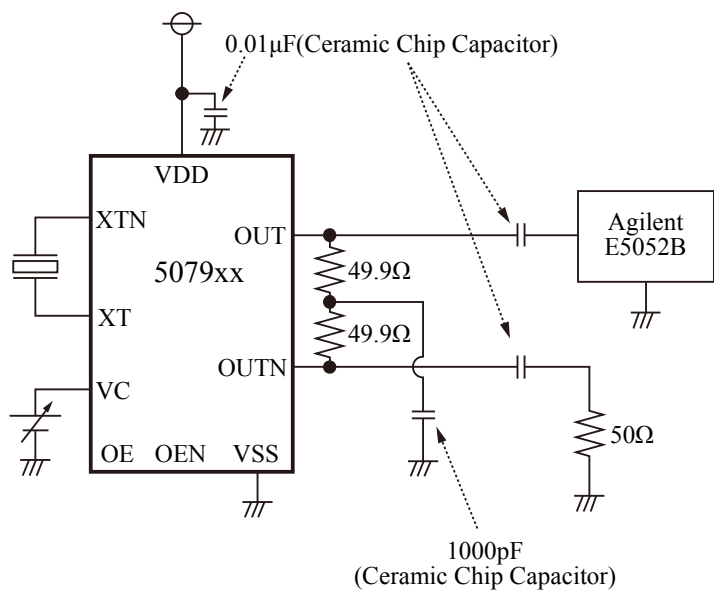 0.01μF(Ceramic Chip Capacitor)
VDD
XTN
OUT
Agilent
E5052B
49.9Ω
5079xx
XT
49.9Ω
OUTN
VC
50Ω
OE OEN VSS
1000pF
(Ceramic Chip Capacitor)